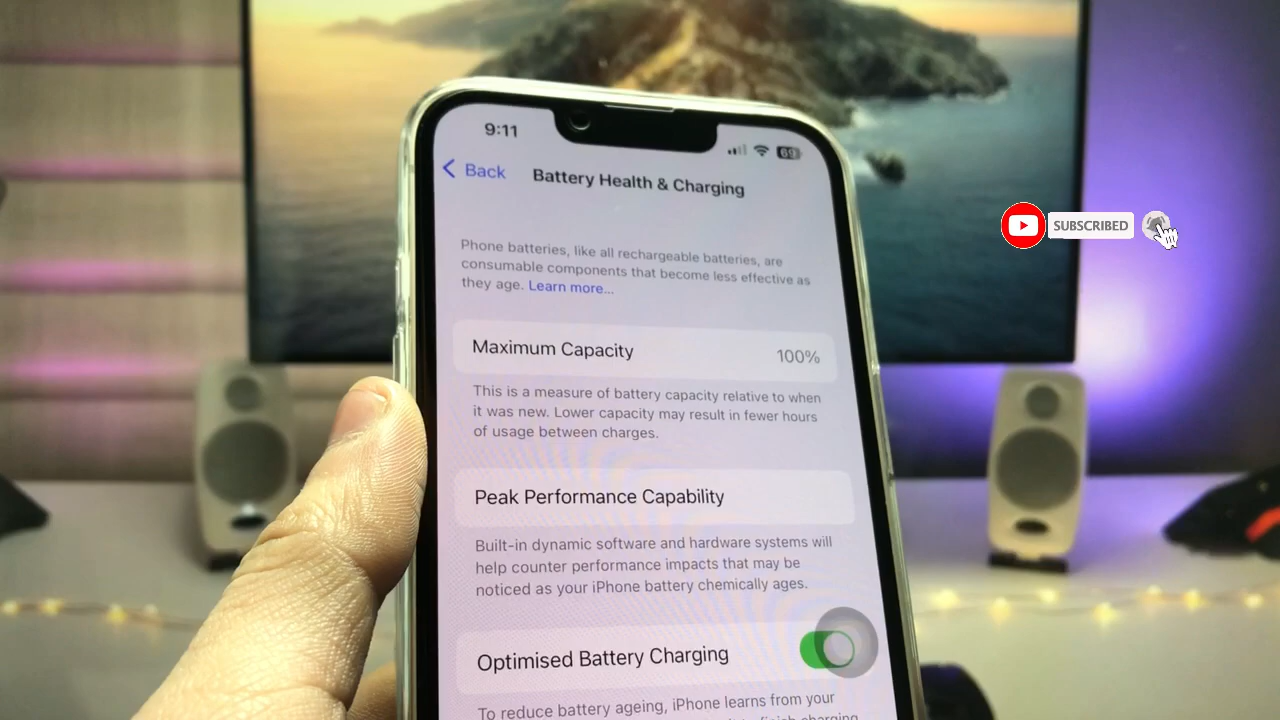 9:11
69
Back
Battery Health & Charging
Phone batteries, like all rechargeable batteries, are
consumable components that become less effective as
they age. Learn more...
SUBSCRIBED
Maximum Capacity 100%
This is a measure of battery capacity relative to when
it was new. Lower capacity may result in fewer hours
of usage between charges.
Peak Performance Capability
Built-in dynamic software and hardware systems will
help counter performance impacts that may be
noticed as your iPhone battery chemically ages.
Optimised Battery Charging
To reduce battery ageing, iPhone learns from your
finish charging